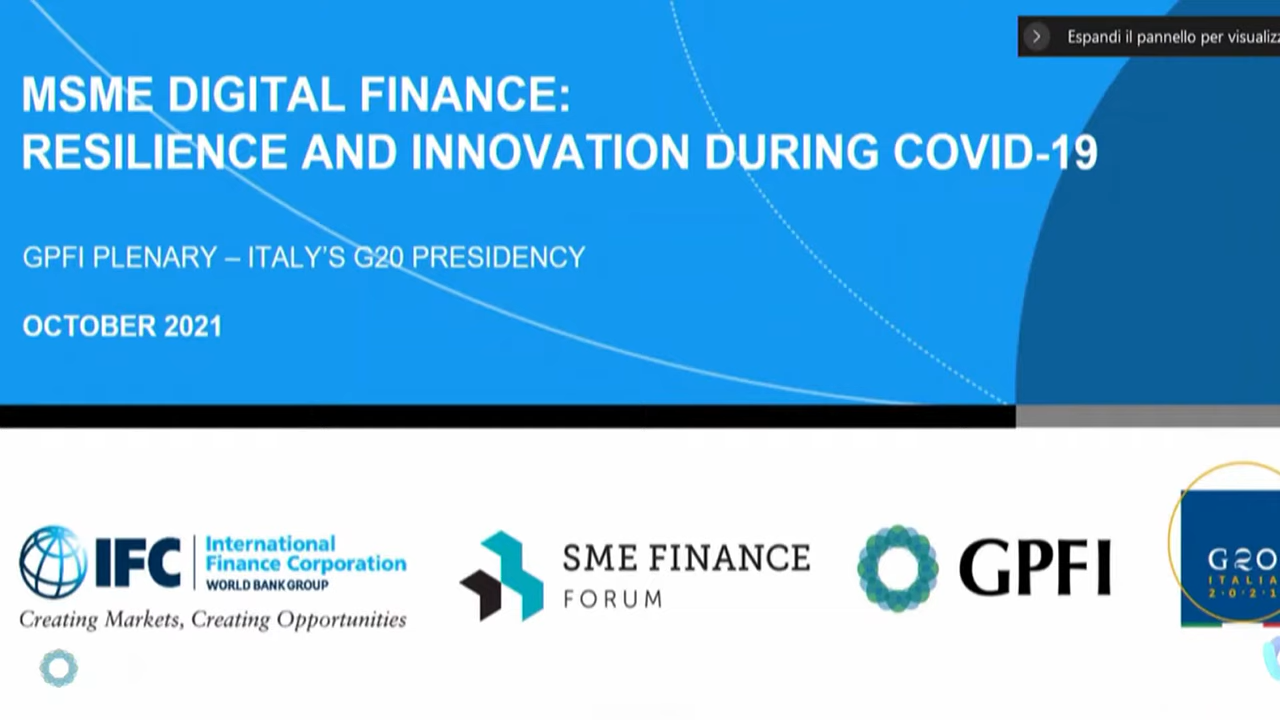 Espandi il pannello per
MSME DIGITAL FINANCE:
RESILIENCE AND INNOVATION DURING COVID-19
GPFI PLENARY – ITALY'S G20 PRESIDENCY
OCTOBER 2021
IFC
International
Finance Corporation
WORLD BANK GROUP
Creating Markets, Creating Opportunities
SME FINANCE
FORUM
GPFI
G20
ITALIA